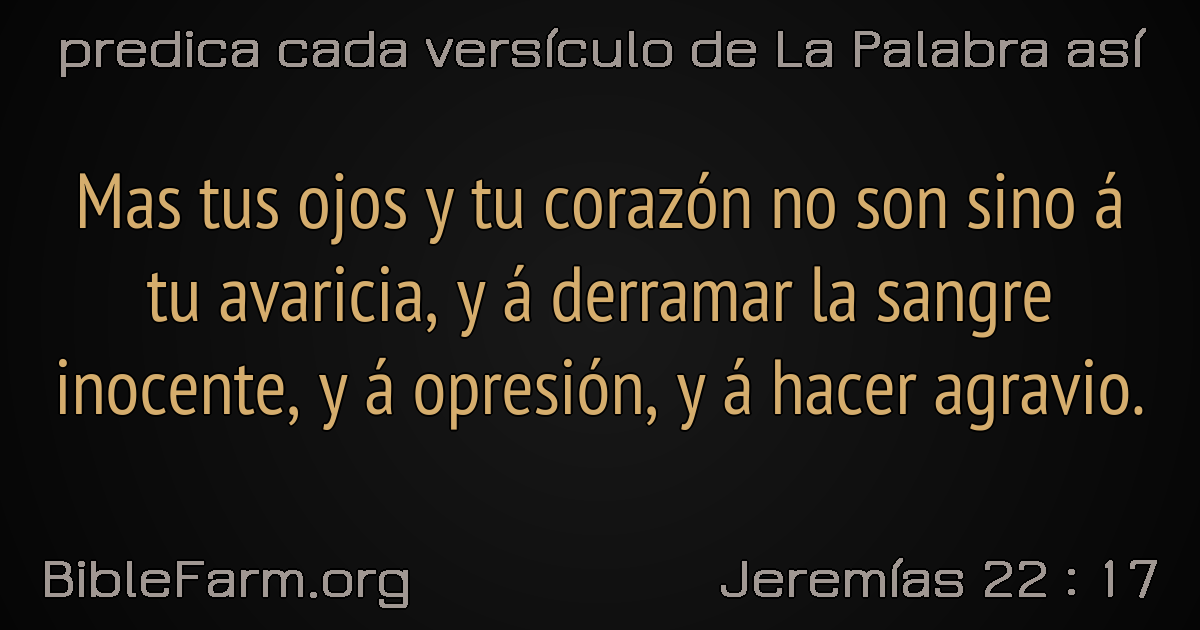 predica cada versículo de La Palabra así
Mas tus ojos y tu corazón no son sino á
tu avaricia, y á derramar la sangre
inocente, y á opresión, y á hacer agravio.
BibleFarm.org
Jeremías 22 : 17